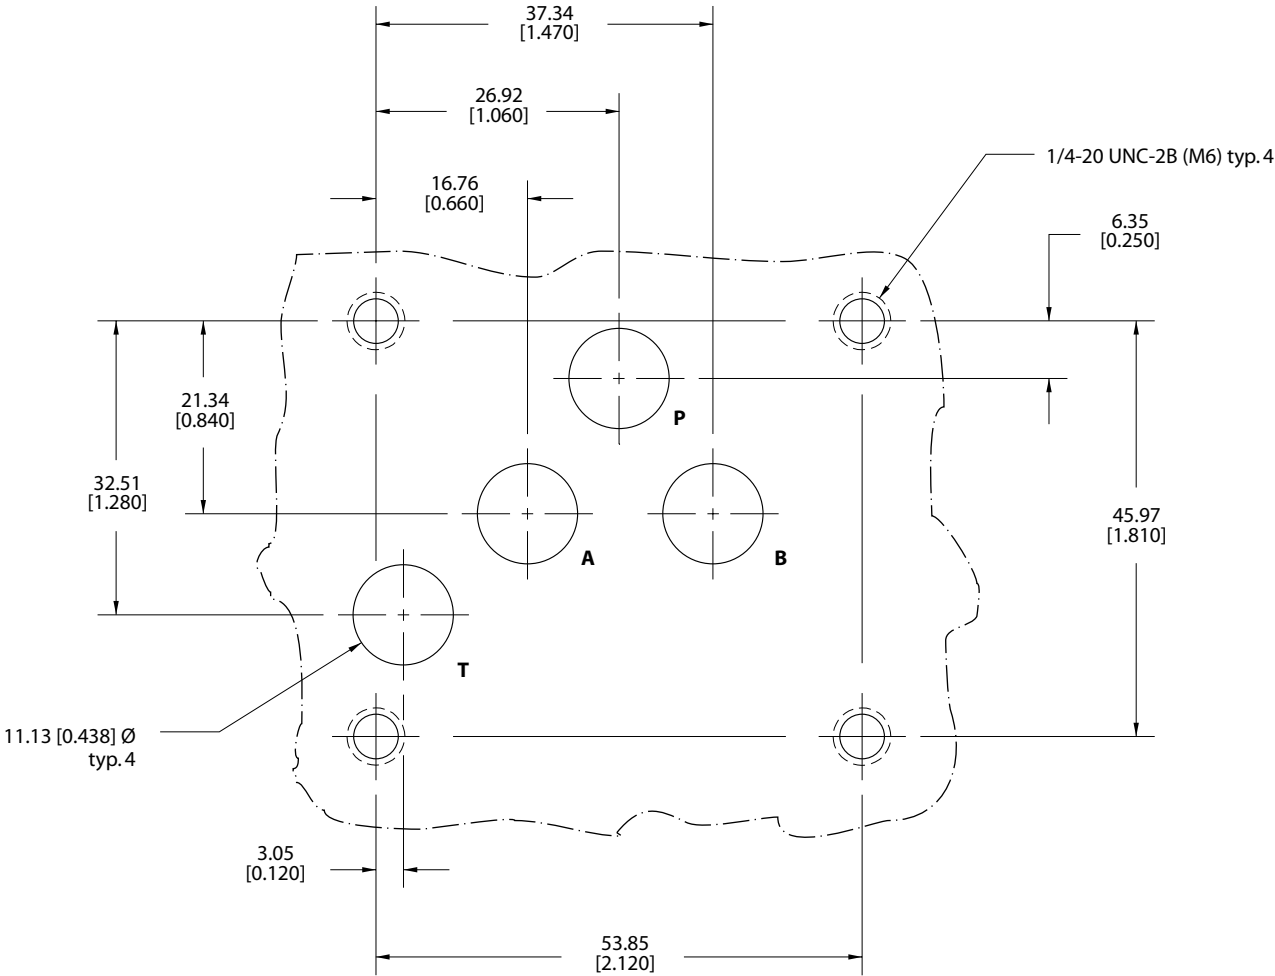 37.34
[1.470]
26.92
[1.060]
1/4-20 UNC-2B (M6) typ. 4
16.76
[0.660]
6.35
[0.250]
21.34
[0.840]
P
32.51
[1.280]
45.97
[1.810]
A
B
T
11.13 [0.438] Ø
typ. 4
3.05
[0.120]
53.85
[2.120]